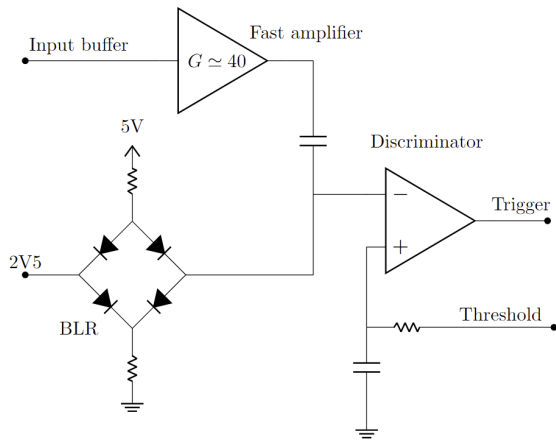 Fast amplifier
Input buffer
G ≃ 40
5V
Discriminator
−
Trigger
2V5
+
Threshold
BLR